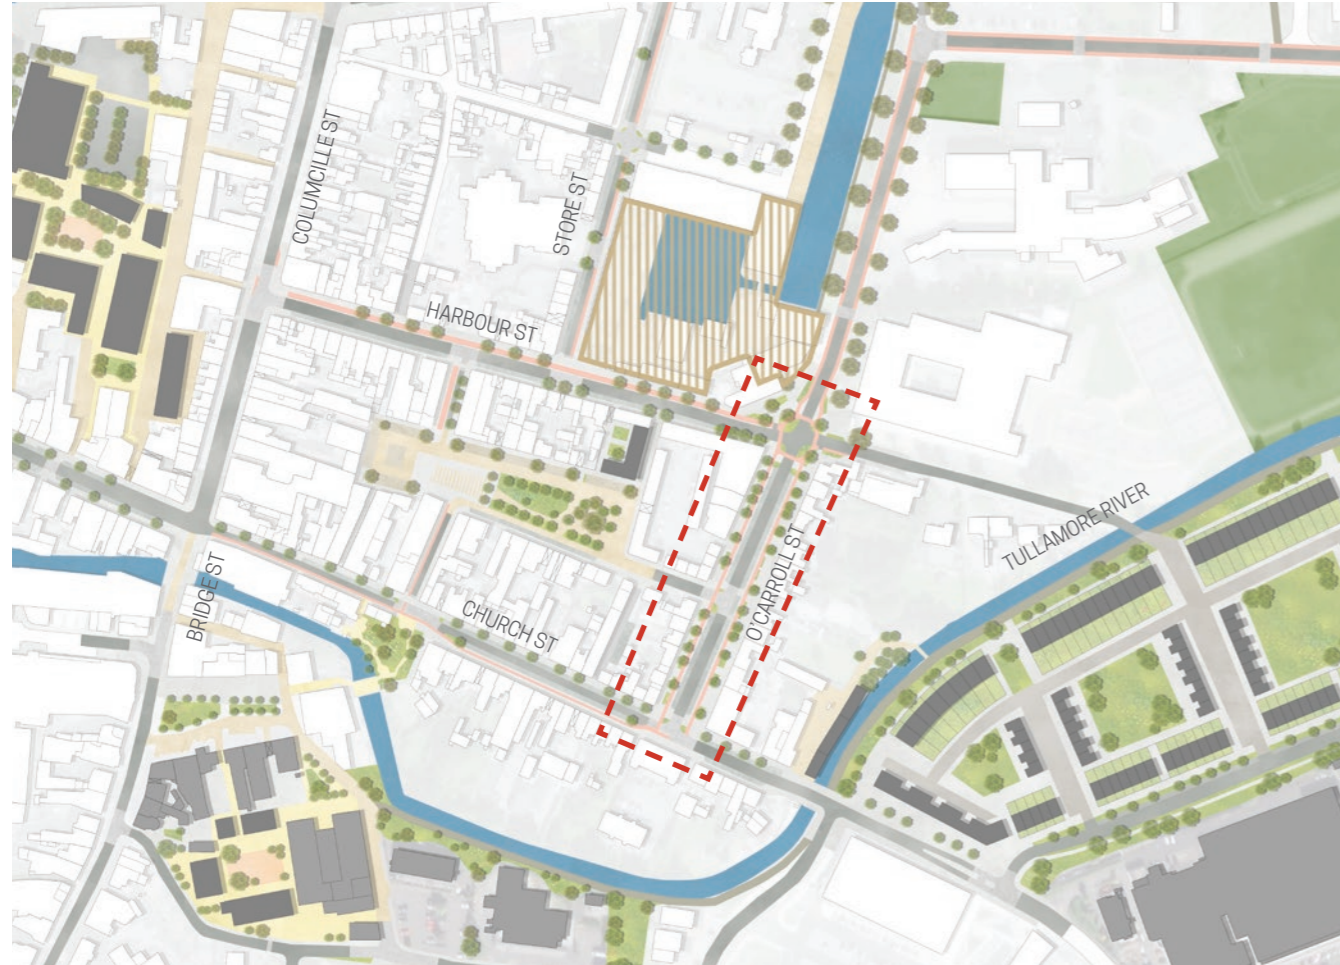 COLUMCILLE ST
STORE ST
HARBOUR ST
TULLAMORE RIVER
O'CARROLL ST
BRIDGE ST
CHURCH ST